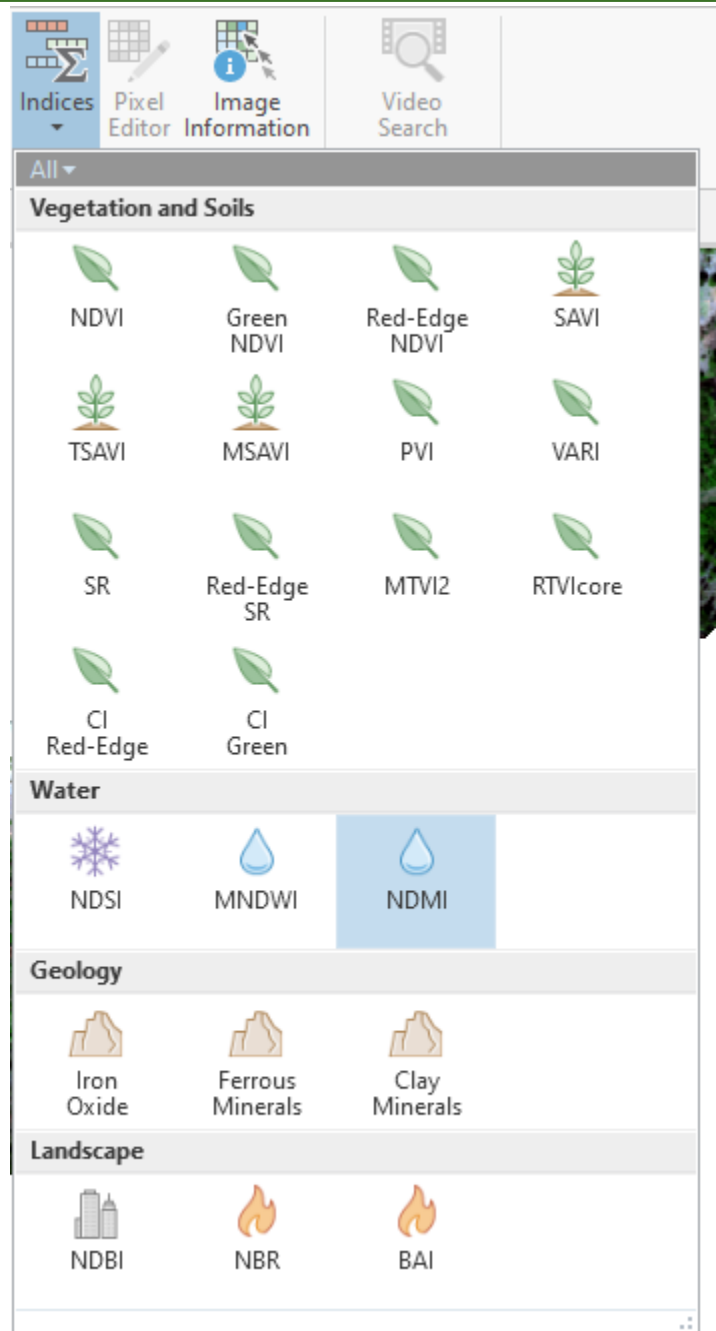 Indices
Pixel Editor
Image Information
Video Search
All
Vegetation and Soils
NDVI
Green NDVI
Red-Edge NDVI
SAVI
TSAVI
MSAVI
PVI
VARI
SR
Red-Edge SR
MTVI2
RTVIcore
CI Red-Edge
CI Green
Water
NDSI
MNDWI
NDMI
Geology
Iron Oxide
Ferrous Minerals
Clay Minerals
Landscape
NDBI
NBR
BAI